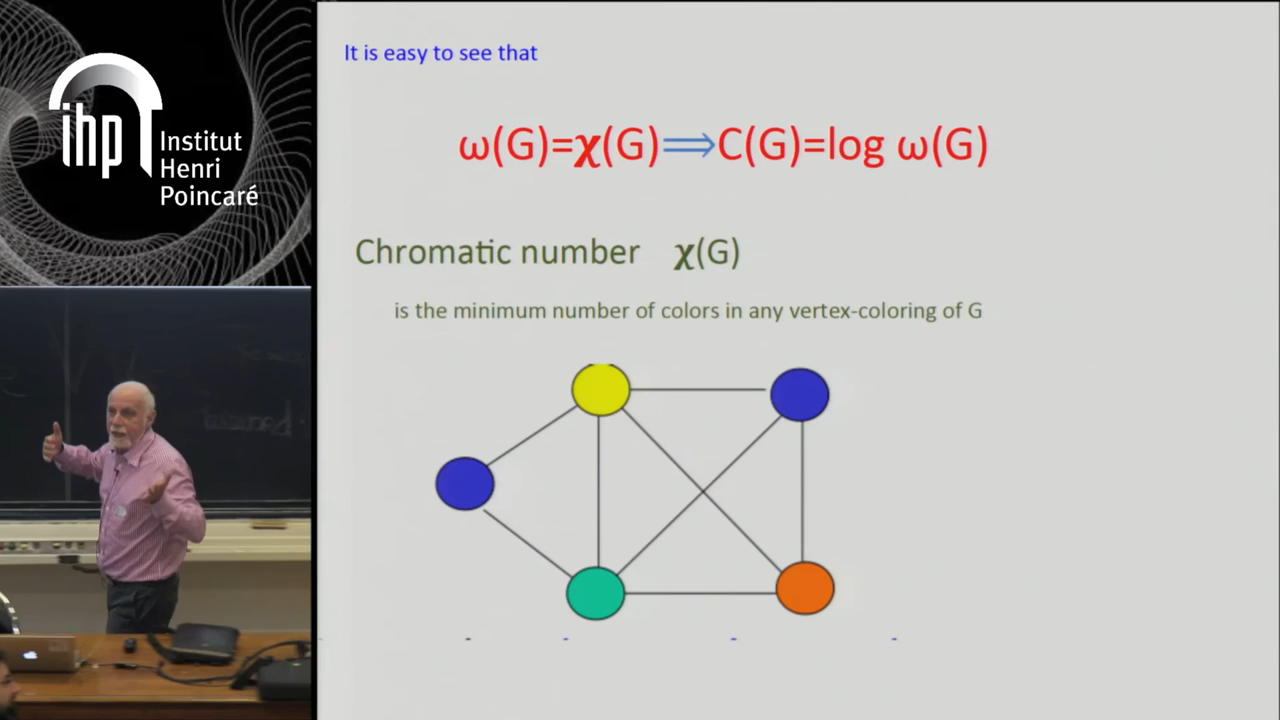 ihp
Institut
Henri
Poincaré
It is easy to see that
ω(G)=χ(G)⟹C(G)=log ω(G)
Chromatic number χ(G)
is the minimum number of colors in any vertex-coloring of G